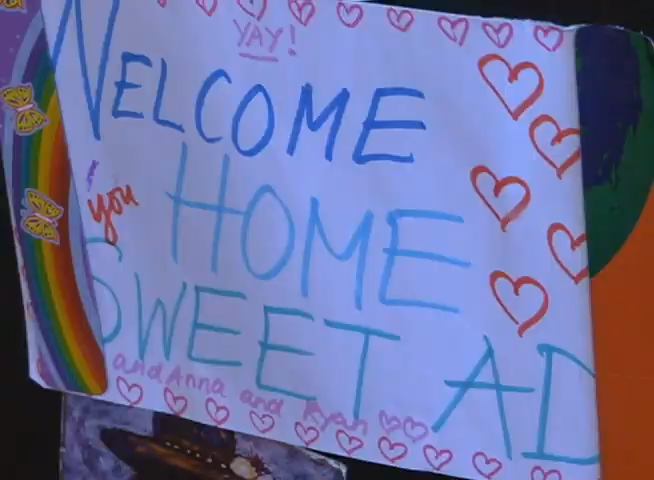 YAY!
WELCOME
you HOME
SWEET AD
and Anna and Ryan